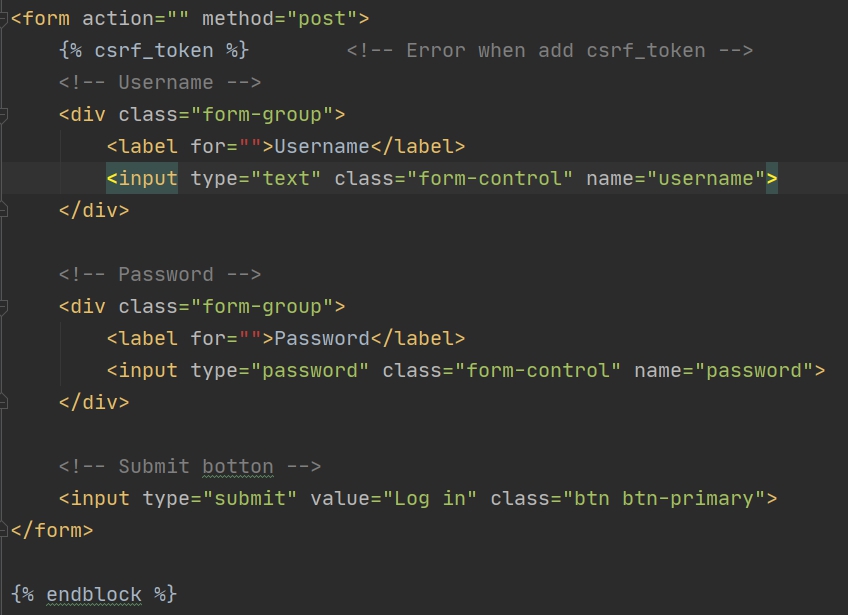 <form action="" method="post">
    {% csrf_token %}        <!-- Error when add csrf_token -->
    <!-- Username -->
    <div class="form-group">
        <label for="">Username</label>
        <input type="text" class="form-control" name="username">
    </div>

    <!-- Password -->
    <div class="form-group">
        <label for="">Password</label>
        <input type="password" class="form-control" name="password">
    </div>

    <!-- Submit botton -->
    <input type="submit" value="Log in" class="btn btn-primary">
</form>

{% endblock %}